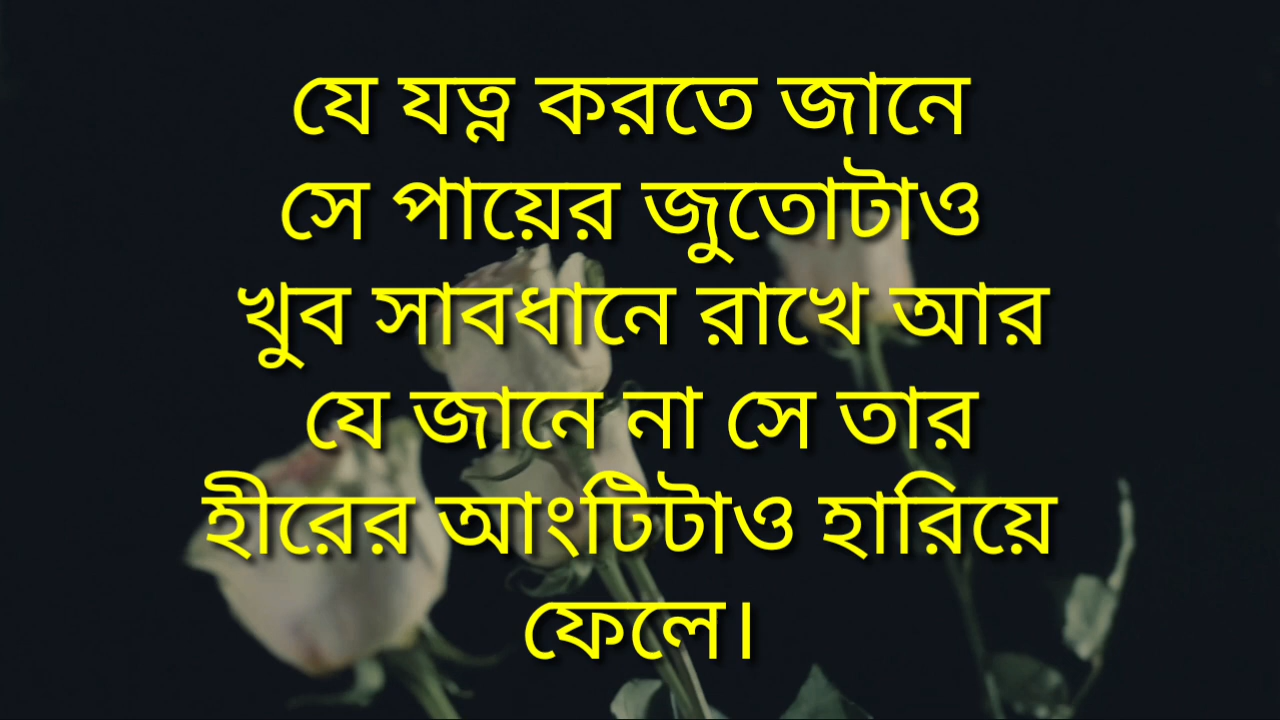 যে যত্ন করতে জানে
সে পায়ের জুতোটাও
খুব সাবধানে রাখে আর
যে জানে না সে তার
হীরের আংটিটাও হারিয়ে
ফেলে।